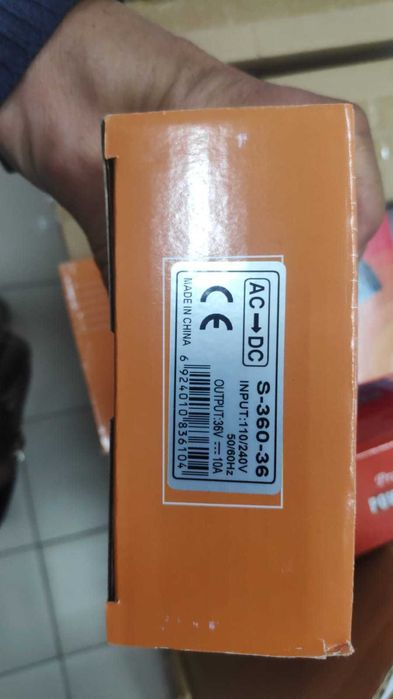 AC→DC S-360-36
INPUT:110/240V
50/60Hz
CE OUTPUT:36V⎓10A
MADE IN CHINA
6 924010 836104